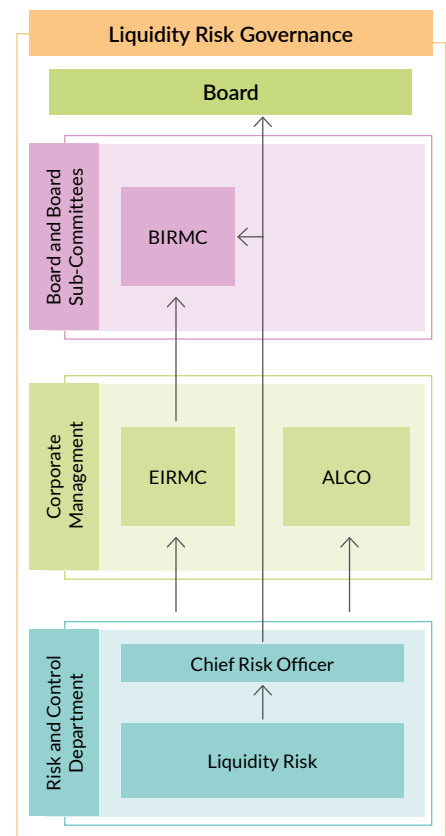 Liquidity Risk Governance
Board
Board and Board
Sub-Committees
BIRMC
Corporate
Management
EIRMC
ALCO
Risk and Control
Department
Chief Risk Officer
Liquidity Risk